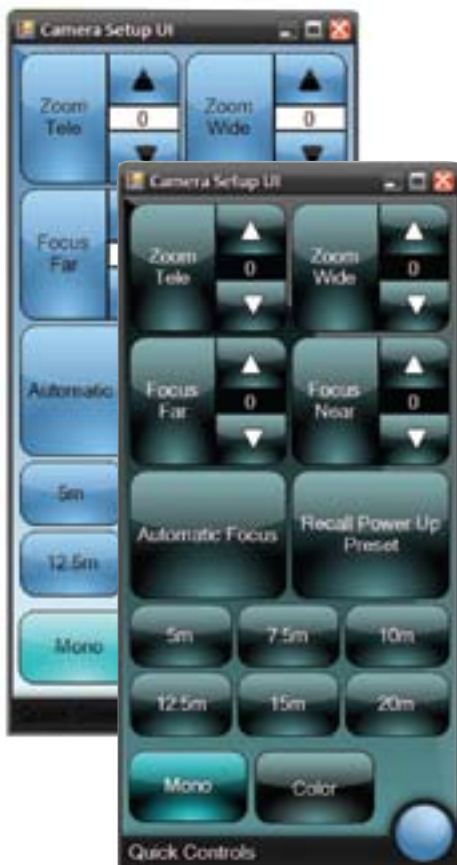 Camera Setup UI
Zoom
Tele
0
Zoom
Wide
0
Focus
Far
Automatic
5m
12.5m
Mono
Camera Setup UI
Zoom
Tele
0
Zoom
Wide
0
Focus
Far
0
Focus
Near
0
Automatic Focus
Recall Power Up
Preset
5m
7.5m
10m
12.5m
15m
20m
Mono
Color
Quick Controls